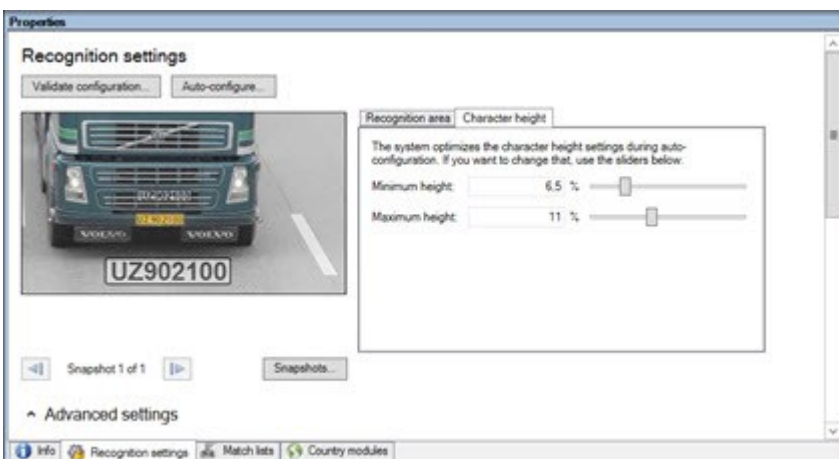 Properties
Recognition settings
Validate configuration...
Auto-configure...
Recognition area
Character height
The system optimizes the character height settings during auto-
configuration. If you want to change that, use the sliders below.
Minimum height:
6,5 %
Maximum height:
11 %
UZ902100
VOLVO
VOLVO
UZ902100
Snapshot 1 of 1
Snapshots...
Advanced settings
Info
Recognition settings
Match lists
Country modules